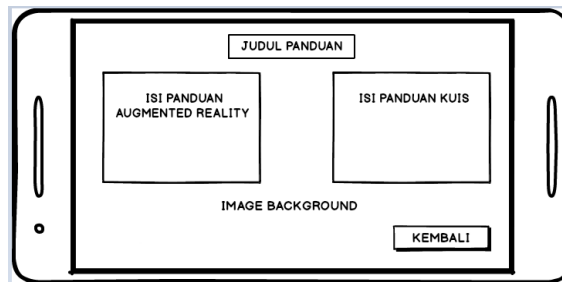 JUDUL PANDUAN
ISI PANDUAN
AUGMENTED REALITY
ISI PANDUAN KUIS
IMAGE BACKGROUND
KEMBALI